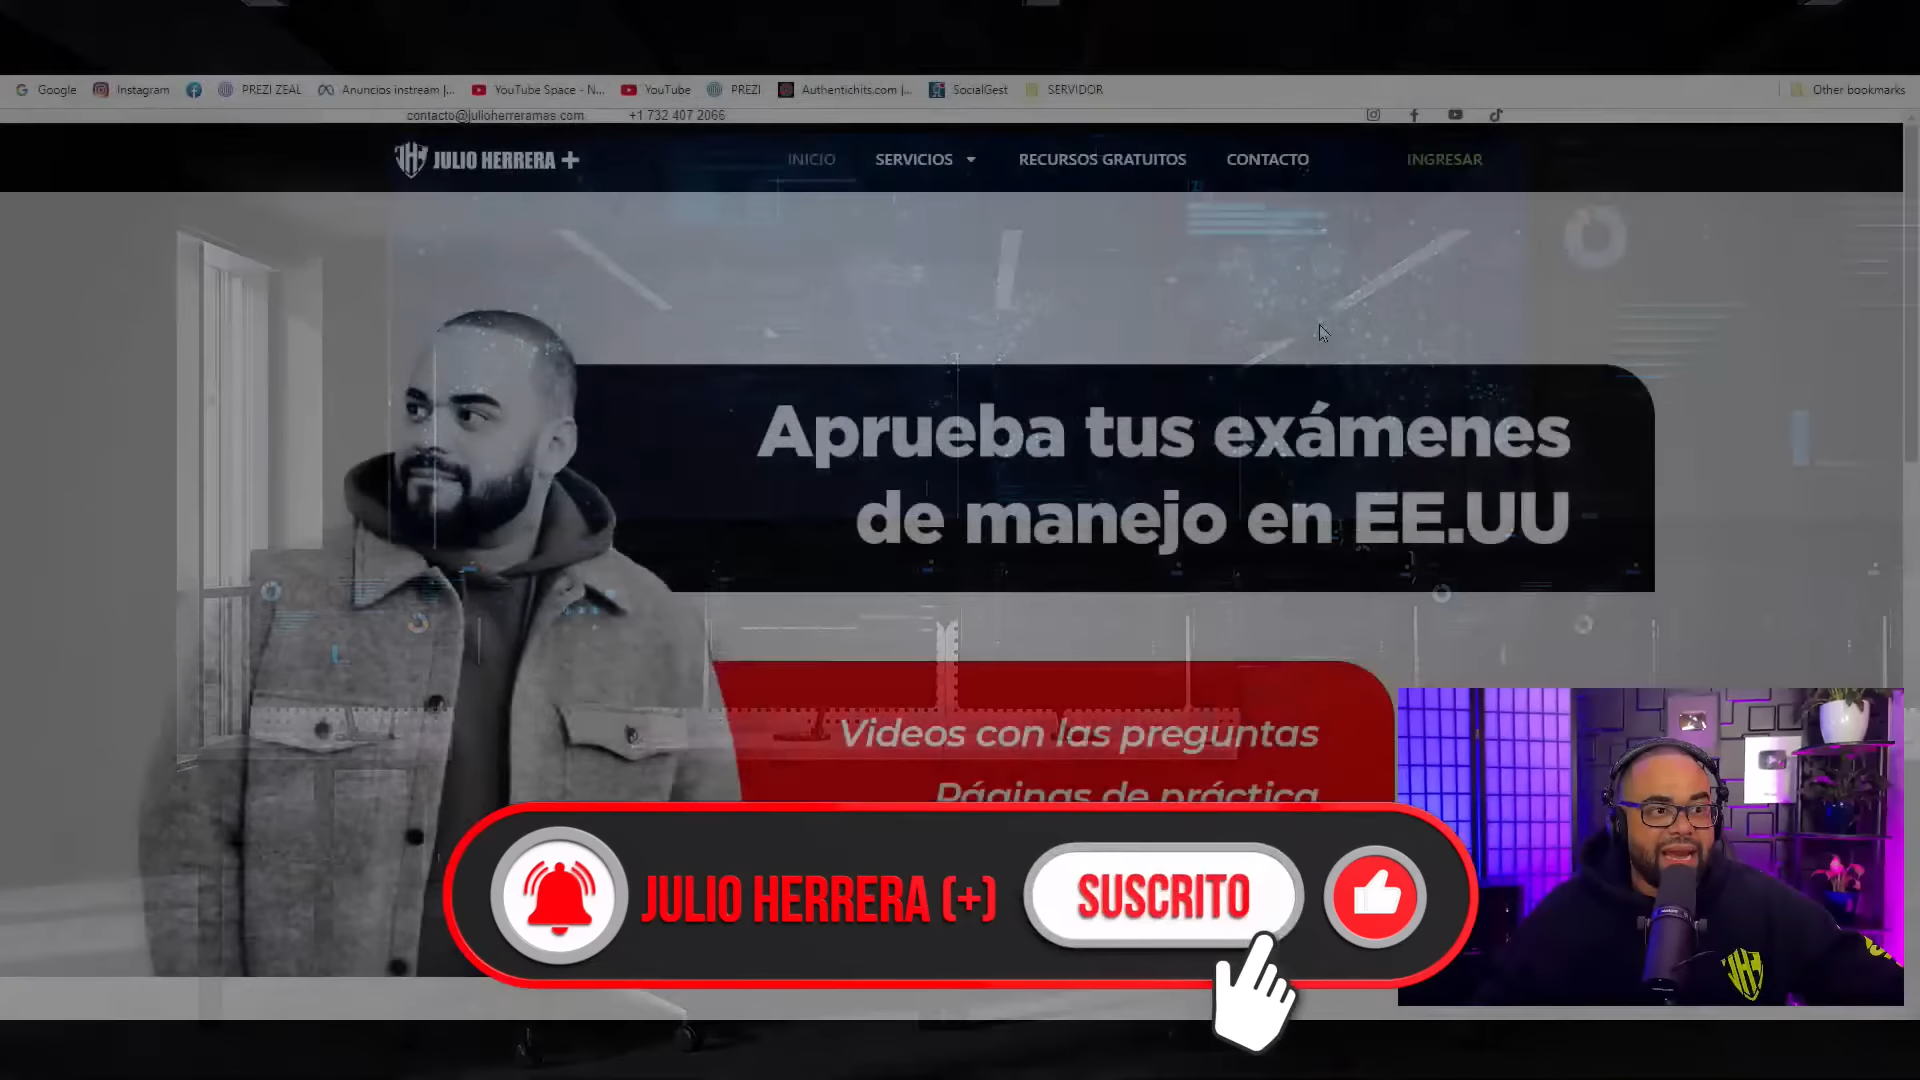 Google Instagram PREZI ZEAL Anuncios instream |... YouTube Space - N... YouTube PREZI Authentichits.com |... SocialGest SERVIDOR Other bookmarks
contacto@julioherreramas.com +1 732 407 2066
JULIO HERRERA + INICIO SERVICIOS RECURSOS GRATUITOS CONTACTO INGRESAR
Aprueba tus exámenes
de manejo en EE.UU
Videos con las preguntas
Páginas de práctica
JULIO HERRERA (+) SUSCRITO